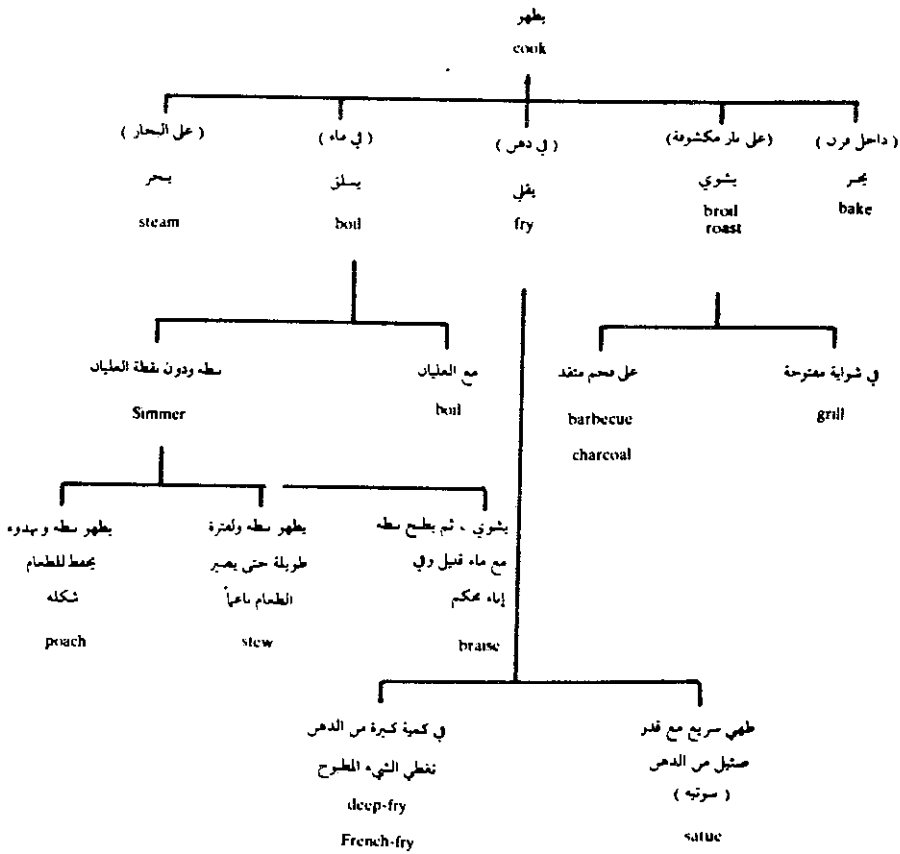 يطهو
cook
( داخل فرن )
يخبز
bake
(على نار مكشوفة )
يشوي
broil
roast
( في دهن )
يقلي
fry
( في ماء )
يسلق
boil
( على البخار )
يبخر
steam
في شواية مفتوحة
grill
على فحم متقد
barbecue
charcoal
مع الغليان
boil
ببطء ودون نقطة الغليان
Simmer
يشوي ، ثم يطبخ ببطء
مع ماء قليل وفي
إناء محكم
braise
يطهو ببطء ولفترة
طويلة حتى يصير
الطعام ناعماً
stew
يطهو ببطء وبهدوء
يحفظ للطعام
شكله
poach
طهي سريع مع قدر
ضئيل من الدهن
( سوتيه )
satue
في كمية كبيرة من الدهن
تغطي الشيء المطبوخ
deep-fry
French-fry